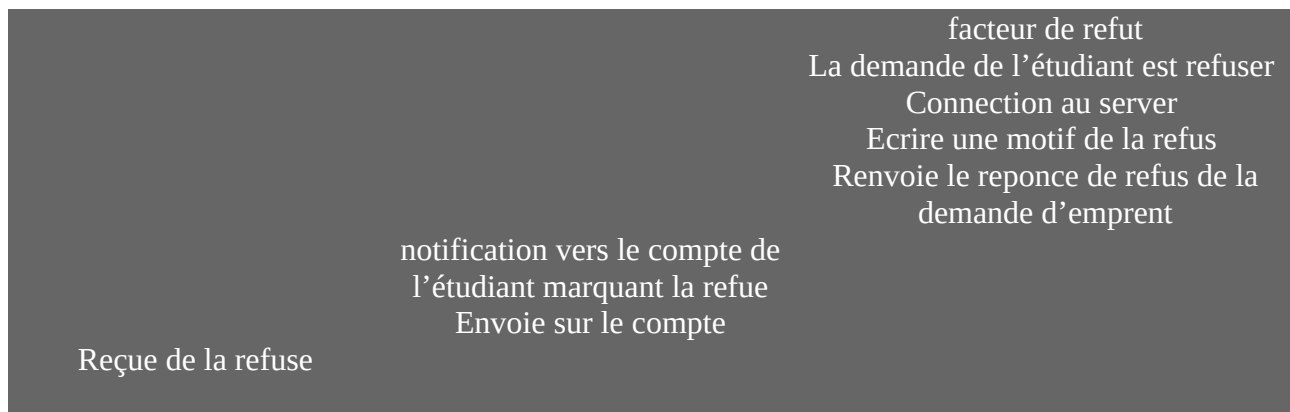 facteur de refut
La demande de l’étudiant est refuser
Connection au server
Ecrire une motif de la refus
Renvoie le reponce de refus de la
demande d’emprent
notification vers le compte de
l’étudiant marquant la refue
Envoie sur le compte
Reçue de la refuse